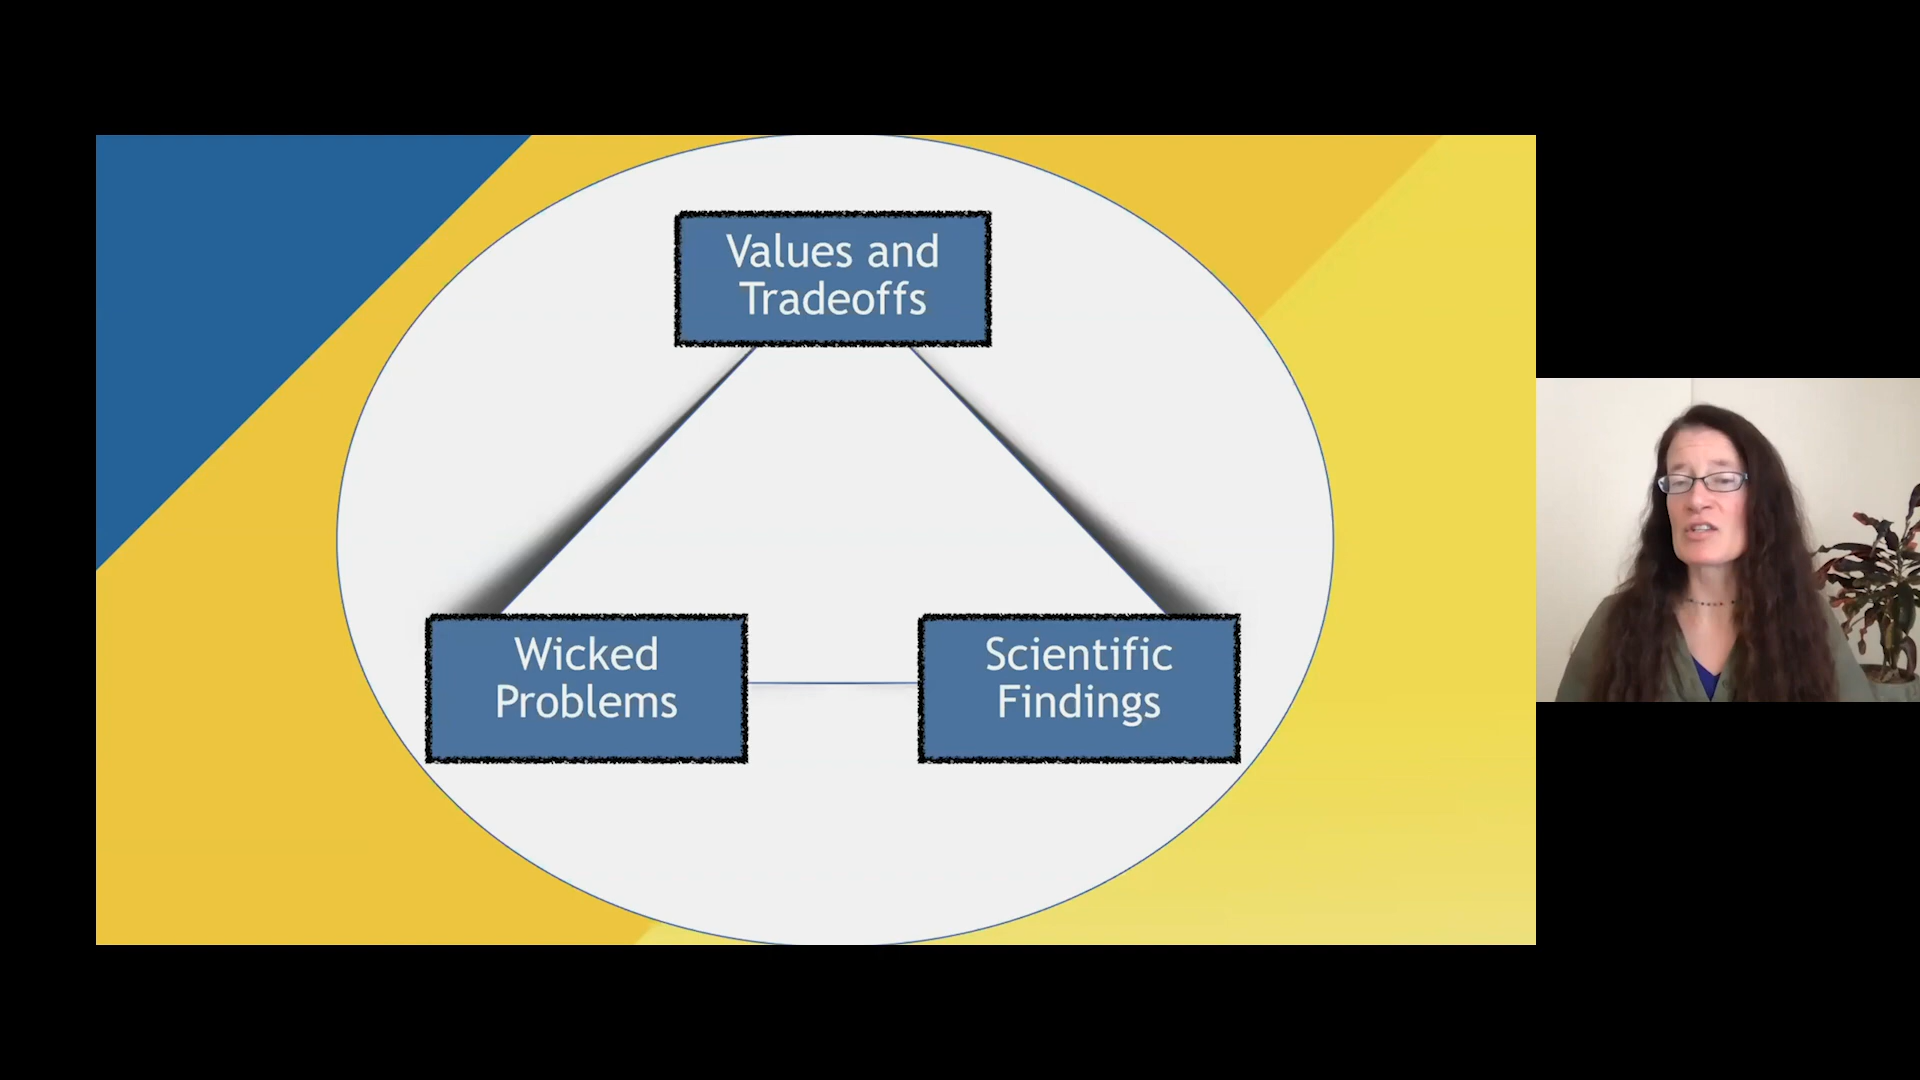 Values and
Tradeoffs
Wicked
Problems
Scientific
Findings